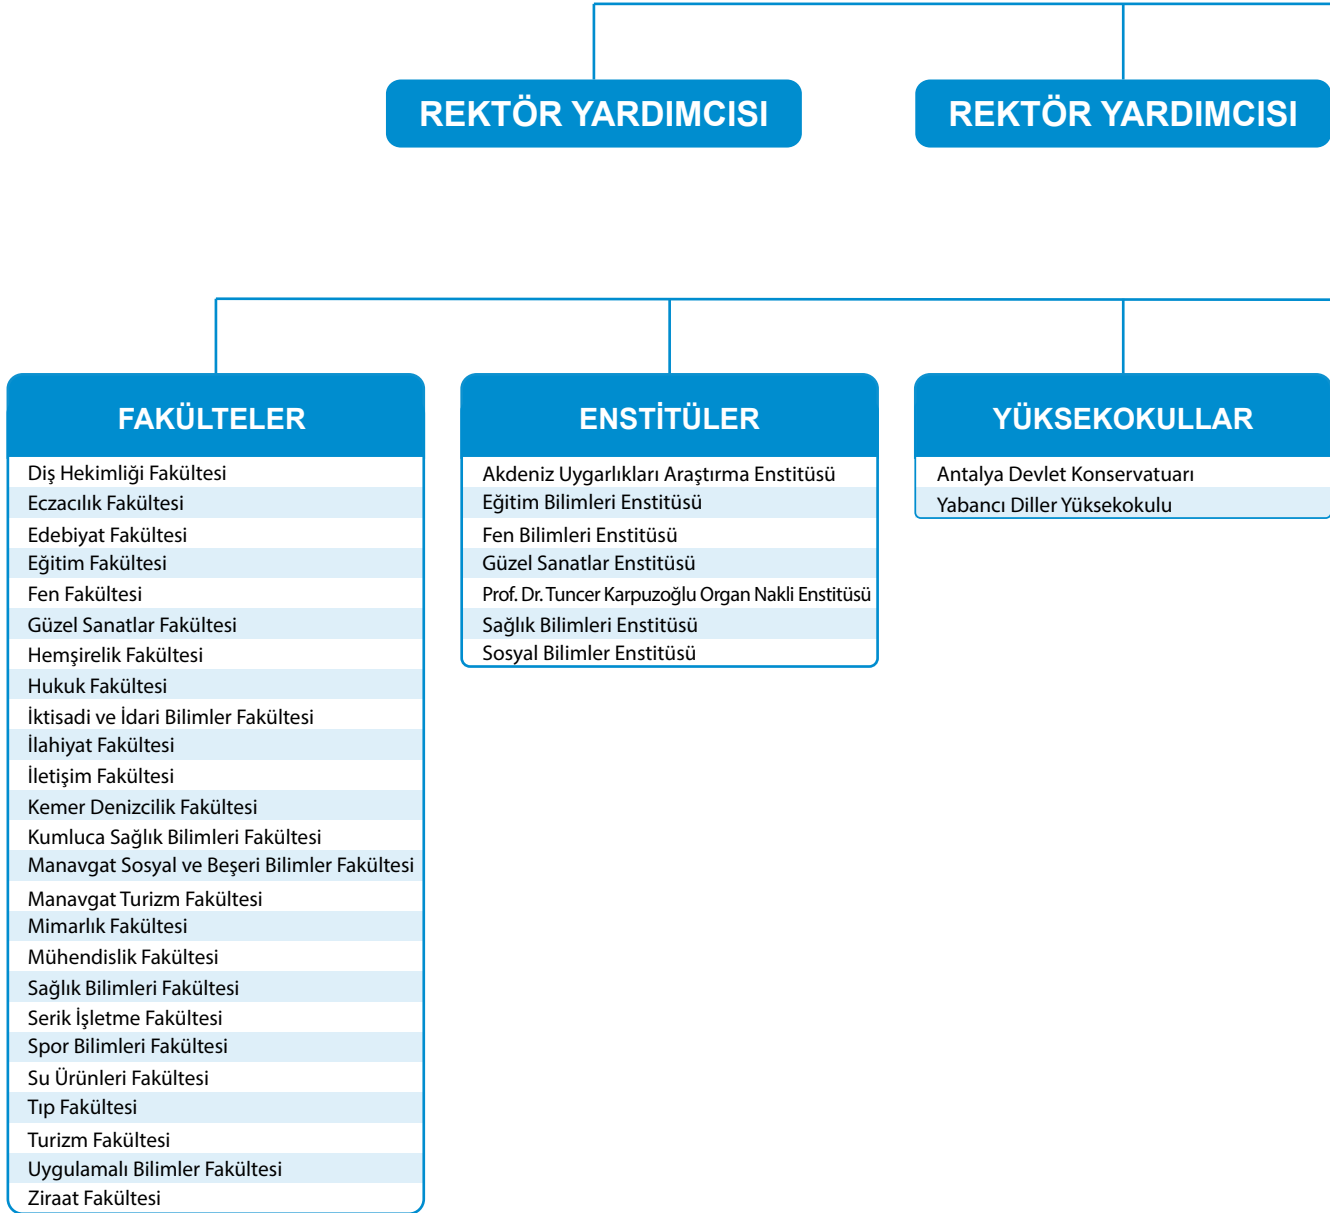 REKTÖR YARDIMCISI
REKTÖR YARDIMCISI
FAKÜLTELER
Diş Hekimliği Fakültesi
Eczacılık Fakültesi
Edebiyat Fakültesi
Eğitim Fakültesi
Fen Fakültesi
Güzel Sanatlar Fakültesi
Hemşirelik Fakültesi
Hukuk Fakültesi
İktisadi ve İdari Bilimler Fakültesi
İlahiyat Fakültesi
İletişim Fakültesi
Kemer Denizcilik Fakültesi
Kumluca Sağlık Bilimleri Fakültesi
Manavgat Sosyal ve Beşeri Bilimler Fakültesi
Manavgat Turizm Fakültesi
Mimarlık Fakültesi
Mühendislik Fakültesi
Sağlık Bilimleri Fakültesi
Serik İşletme Fakültesi
Spor Bilimleri Fakültesi
Su Ürünleri Fakültesi
Tıp Fakültesi
Turizm Fakültesi
Uygulamalı Bilimler Fakültesi
Ziraat Fakültesi
ENSTİTÜLER
Akdeniz Uygarlıkları Araştırma Enstitüsü
Eğitim Bilimleri Enstitüsü
Fen Bilimleri Enstitüsü
Güzel Sanatlar Enstitüsü
Prof. Dr. Tuncer Karpuzoğlu Organ Nakli Enstitüsü
Sağlık Bilimleri Enstitüsü
Sosyal Bilimler Enstitüsü
YÜKSEKOKULLAR
Antalya Devlet Konservatuarı
Yabancı Diller Yüksekokulu